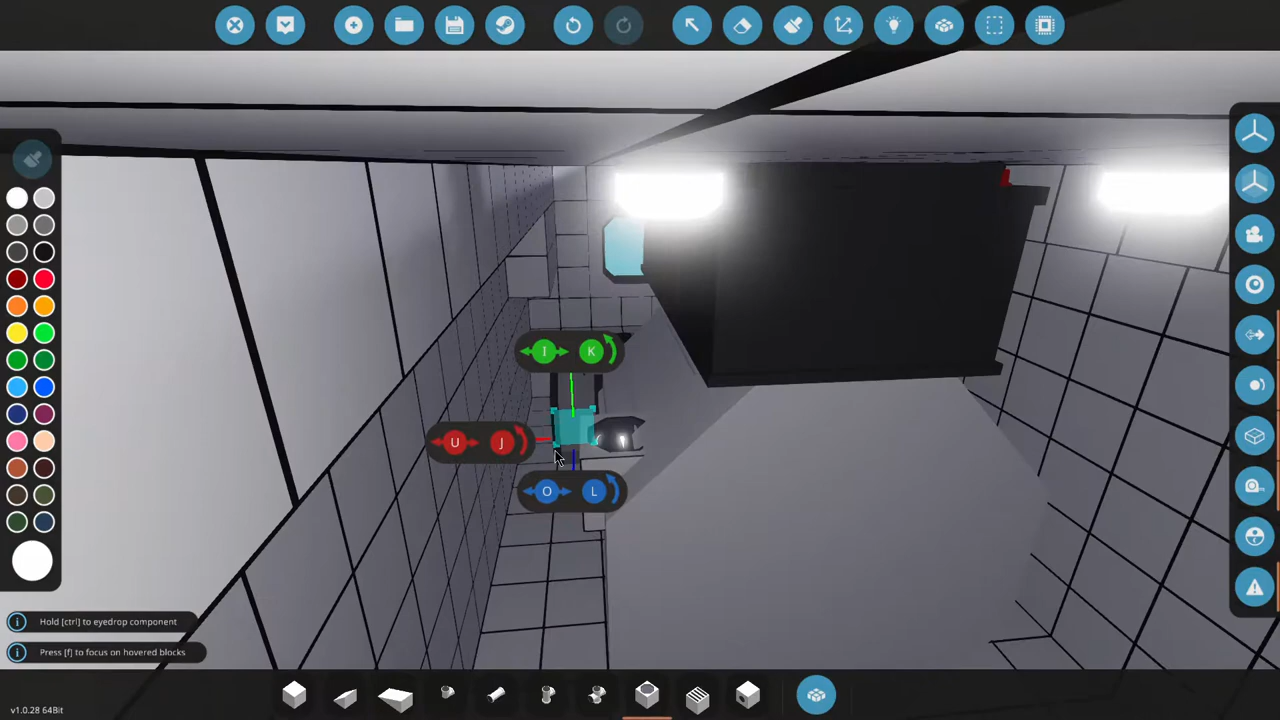 I K
U J
O L
Hold [ctrl] to eyedrop component
Press [f] to focus on hovered blocks
v1.0.28 64Bit